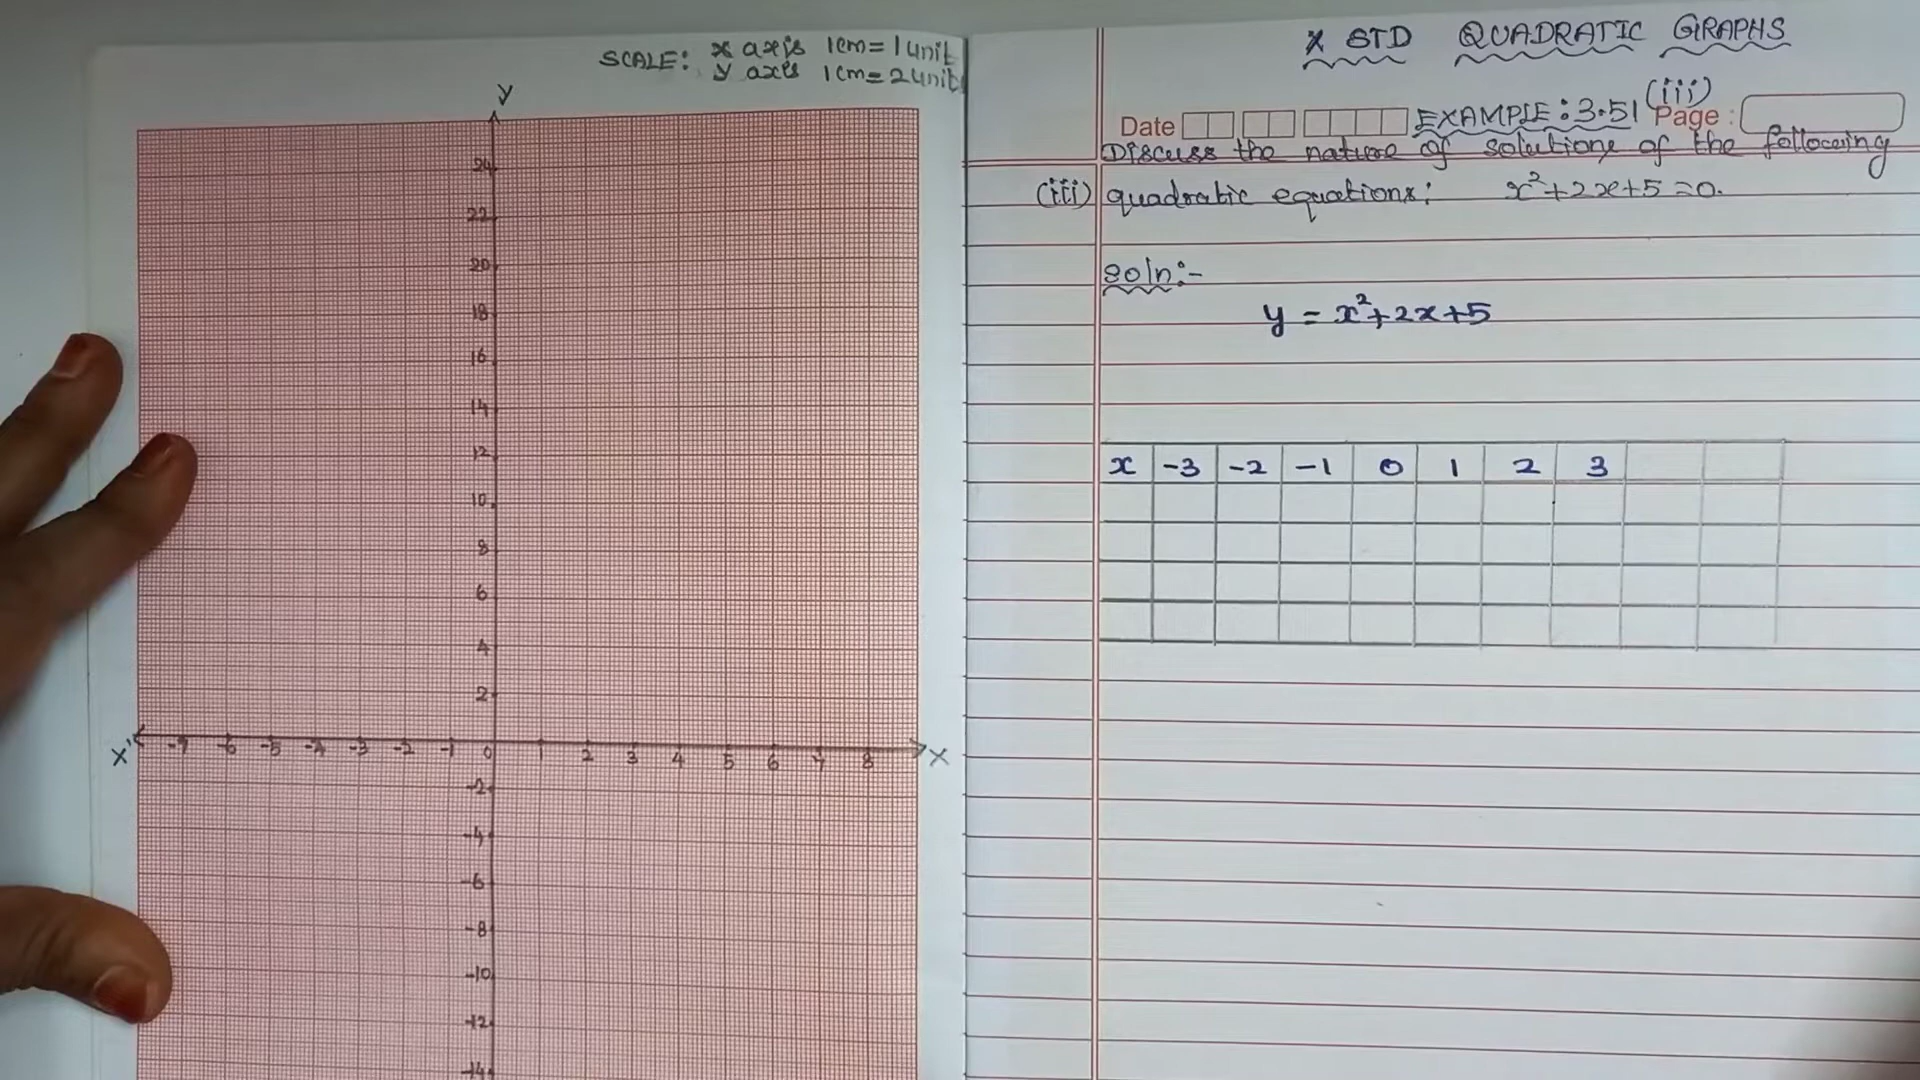 SCALE: x axis 1cm = 1 unit
y axis 1cm = 2 unit
Y
24
22
20
18
16
14
12
10
8
6
4
2
X' -7 -6 -5 -4 -3 -2 -1 0 1 2 3 4 5 6 7 8 X
-2
-4
-6
-8
-10
-12
-14
X STD QUADRATIC GRAPHS
(iii)
Date EXAMPLE: 3.51 Page :
Discuss the nature of solutions of the following
(iii) quadratic equations: x²+2x+5=0.
soln:-
y = x²+2x+5
x -3 -2 -1 0 1 2 3